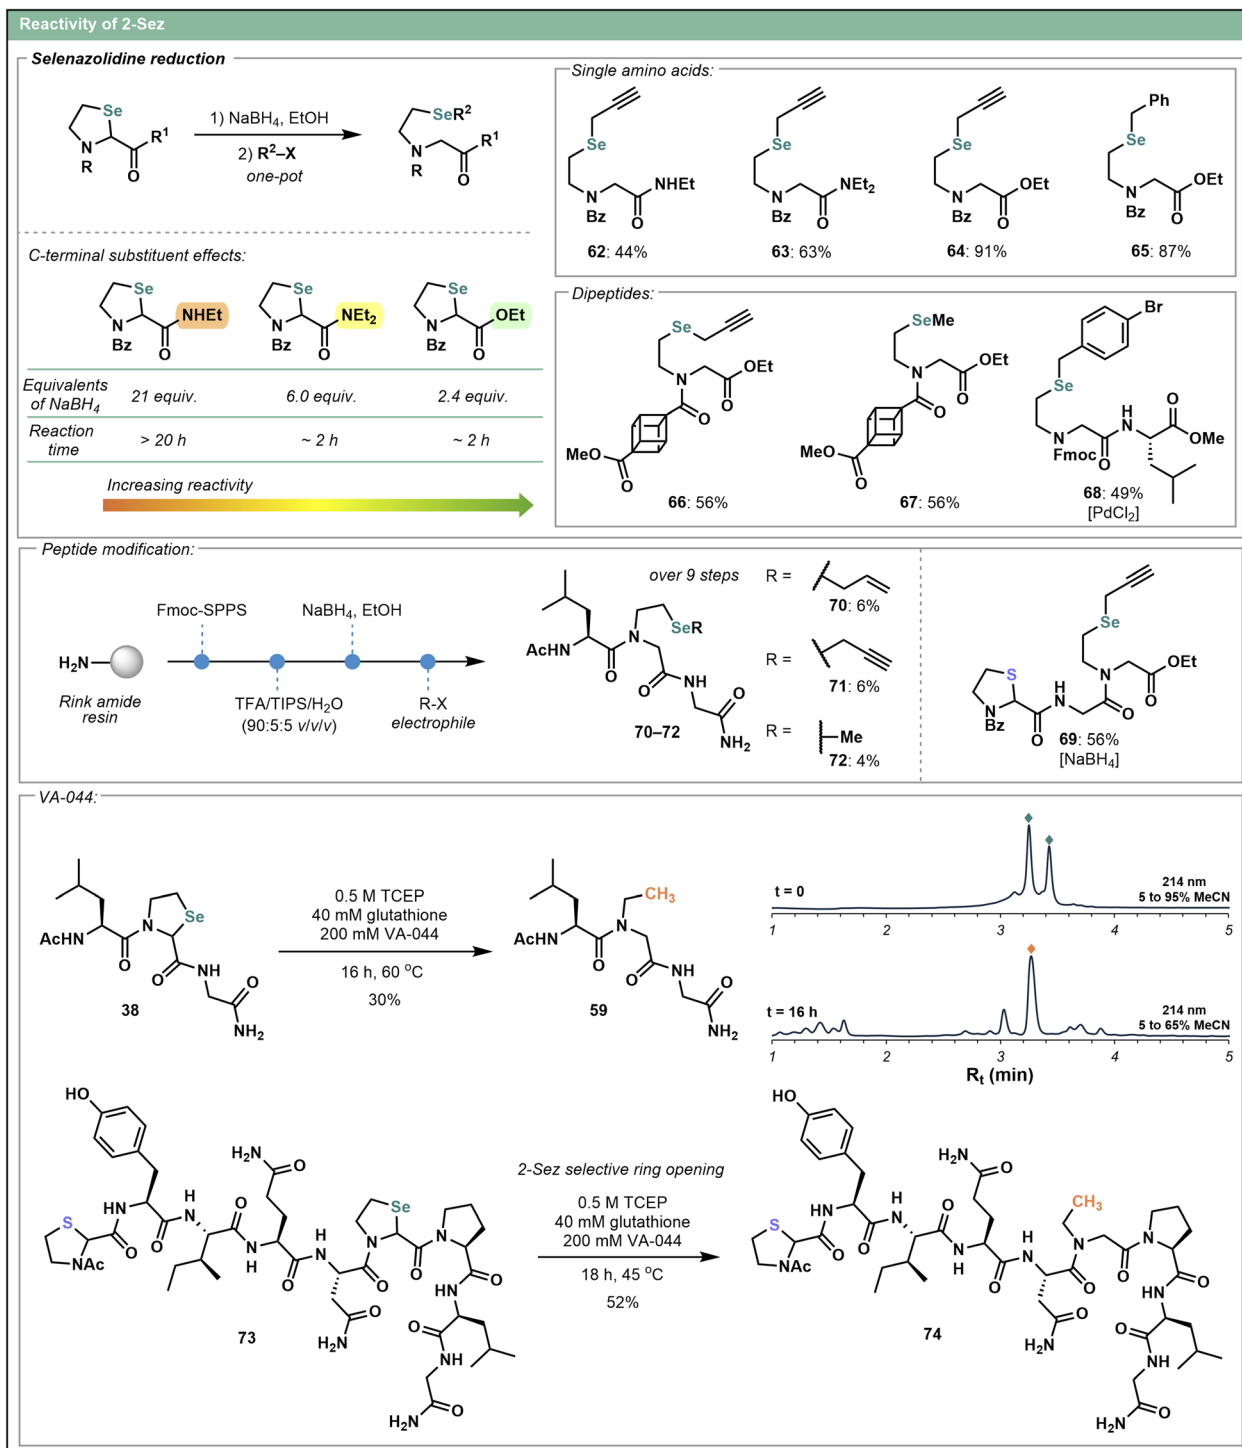 Reactivity of 2-Sez
Selenazolidine reduction
Se
R¹
N
R
O
1) NaBH₄, EtOH
2) R²–X
one-pot
SeR²
N
R
R¹
O
C-terminal substituent effects:
Se
N
Bz
NHEt
O
Se
N
Bz
NEt₂
O
Se
N
Bz
OEt
O
Equivalents
of NaBH₄
21 equiv.
6.0 equiv.
2.4 equiv.
Reaction
time
> 20 h
~ 2 h
~ 2 h
Increasing reactivity
Single amino acids:
Se
N
Bz
NHEt
O
62: 44%
Se
N
Bz
NEt₂
O
63: 63%
Se
N
Bz
OEt
O
64: 91%
Ph
Se
N
Bz
OEt
O
65: 87%
Dipeptides:
Se
N
OEt
O
O
MeO
O
66: 56%
SeMe
N
OEt
O
O
MeO
O
67: 56%
Br
Se
N
Fmoc
O
H
N
O
OMe
68: 49%
[PdCl₂]
Peptide modification:
H₂N
Rink amide
resin
Fmoc-SPPS
TFA/TIPS/H₂O
(90:5:5 v/v/v)
NaBH₄, EtOH
R-X
electrophile
over 9 steps
AcHN
O
N
SeR
O
NH
O
NH₂
70–72
R =
70: 6%
R =
71: 6%
R =
Me
72: 4%
Se
S
N
Bz
O
H
N
O
N
OEt
O
69: 56%
[NaBH₄]
VA-044:
AcHN
O
N
Se
O
NH
O
NH₂
38
0.5 M TCEP
40 mM glutathione
200 mM VA-044
16 h, 60 °C
30%
CH₃
AcHN
O
N
O
NH
O
NH₂
59
t = 0
214 nm
5 to 95% MeCN
1 2 3 4 5
t = 16 h
214 nm
5 to 65% MeCN
1 2 3 4 5
Rₜ (min)
HO
S
NAc
O
HN
O
H
N
O
H₂N
O
N
H
O
H
N
O
H₂N
O
N
Se
O
N
O
HN
O
NH
H₂N
O
73
2-Sez selective ring opening
0.5 M TCEP
40 mM glutathione
200 mM VA-044
18 h, 45 °C
52%
HO
S
NAc
O
HN
O
H
N
O
H₂N
O
N
H
O
H
N
O
H₂N
O
N
CH₃
O
N
O
HN
O
NH
H₂N
O
74